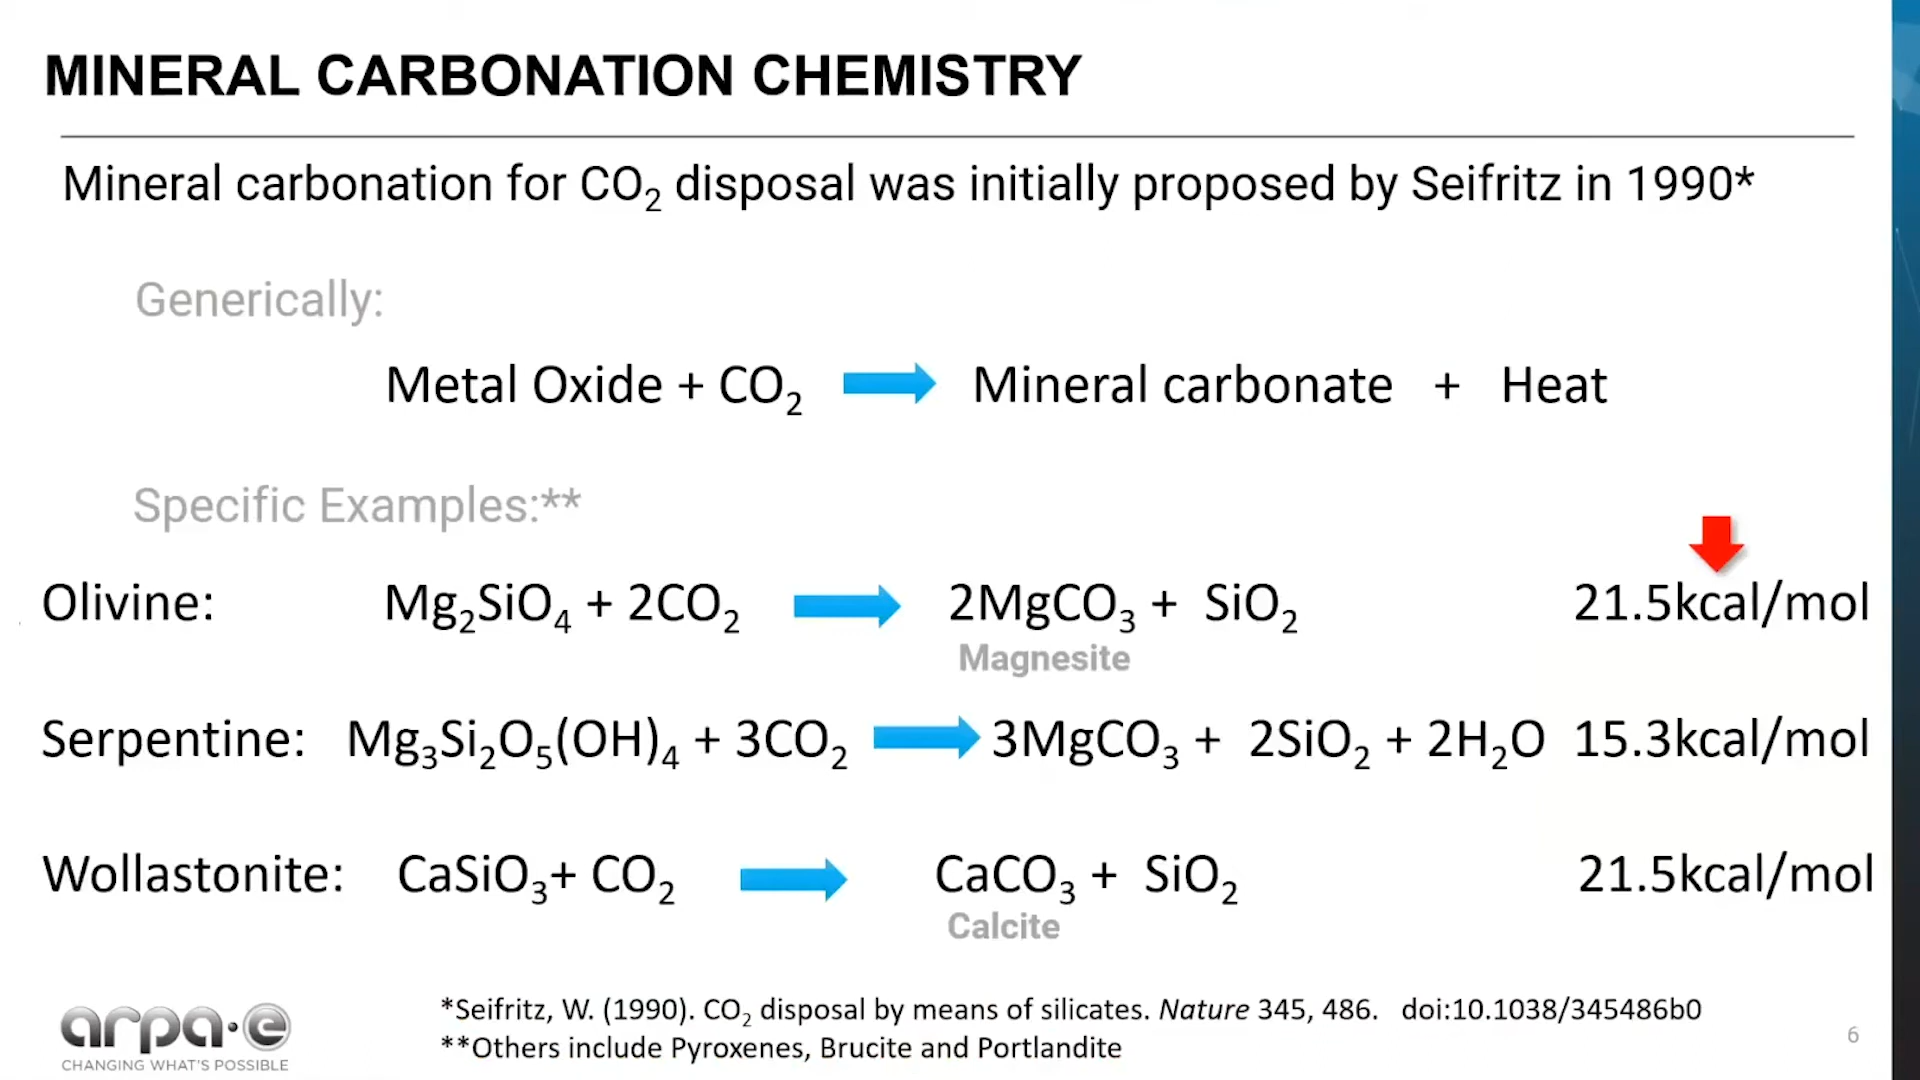 MINERAL CARBONATION CHEMISTRY
Mineral carbonation for CO₂ disposal was initially proposed by Seifritz in 1990*
Generically:
Metal Oxide + CO₂ Mineral carbonate + Heat
Specific Examples:**
Olivine: Mg₂SiO₄ + 2CO₂ 2MgCO₃ + SiO₂ 21.5kcal/mol
Magnesite
Serpentine: Mg₃Si₂O₅(OH)₄ + 3CO₂ 3MgCO₃ + 2SiO₂ + 2H₂O 15.3kcal/mol
Wollastonite: CaSiO₃+ CO₂ CaCO₃ + SiO₂ 21.5kcal/mol
Calcite
*Seifritz, W. (1990). CO₂ disposal by means of silicates. Nature 345, 486. doi:10.1038/345486b0
**Others include Pyroxenes, Brucite and Portlandite
arpa·e
CHANGING WHAT'S POSSIBLE
6